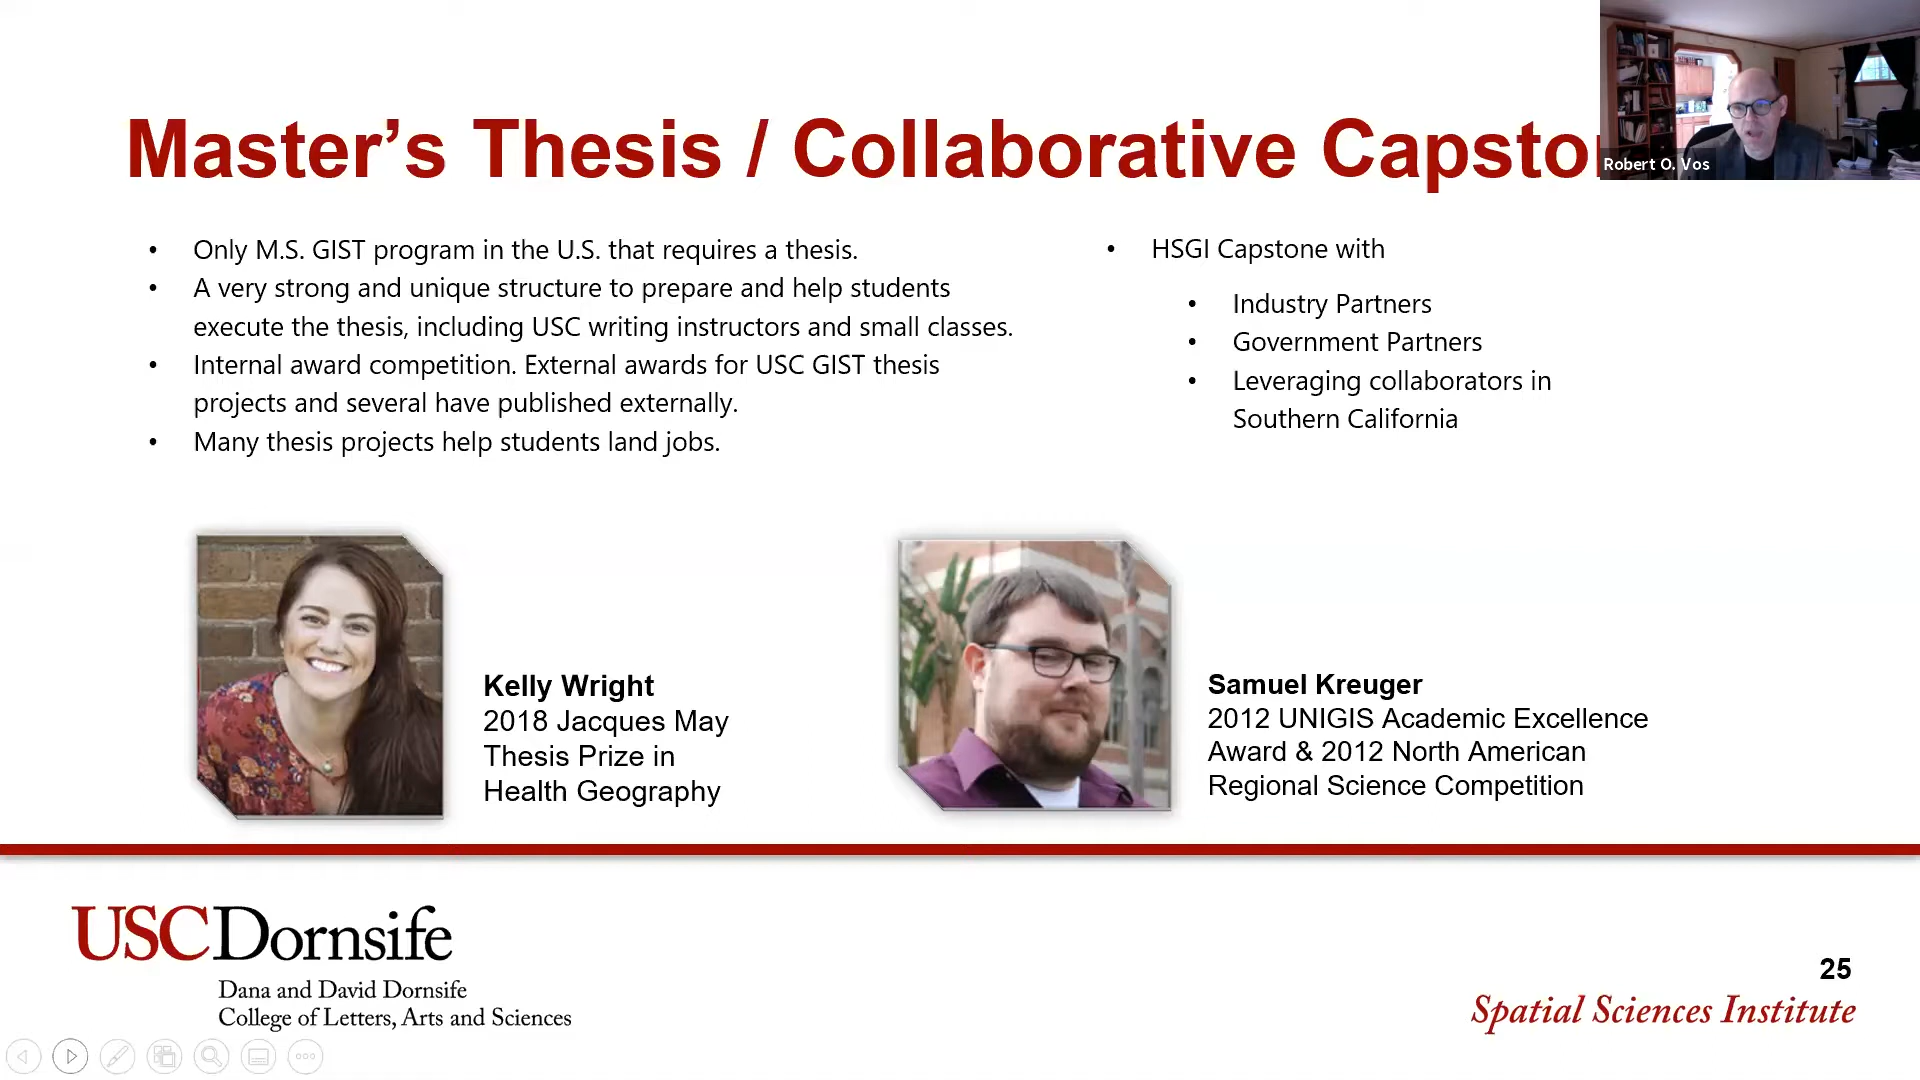 Master’s Thesis / Collaborative Capsto
Robert O. Vos
• Only M.S. GIST program in the U.S. that requires a thesis.
• A very strong and unique structure to prepare and help students
execute the thesis, including USC writing instructors and small classes.
• Internal award competition. External awards for USC GIST thesis
projects and several have published externally.
• Many thesis projects help students land jobs.
• HSGI Capstone with
• Industry Partners
• Government Partners
• Leveraging collaborators in
Southern California
Kelly Wright
2018 Jacques May
Thesis Prize in
Health Geography
Samuel Kreuger
2012 UNIGIS Academic Excellence
Award & 2012 North American
Regional Science Competition
USCDornsife
Dana and David Dornsife
College of Letters, Arts and Sciences
25
Spatial Sciences Institute